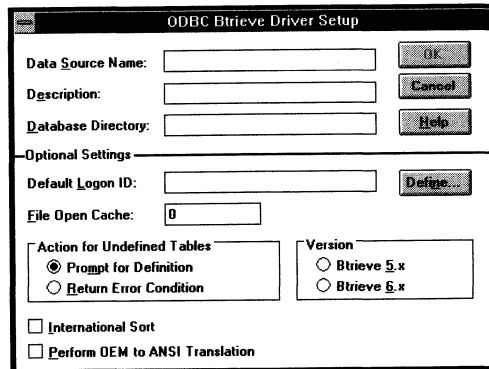 ODBC Btrieve Driver Setup
Data Source Name:
OK
Description:
Cancel
Database Directory:
Help
Optional Settings
Default Logon ID:
Define...
File Open Cache:
0
Action for Undefined Tables
Prompt for Definition
Return Error Condition
Version
Btrieve 5.x
Btrieve 6.x
International Sort
Perform OEM to ANSI Translation